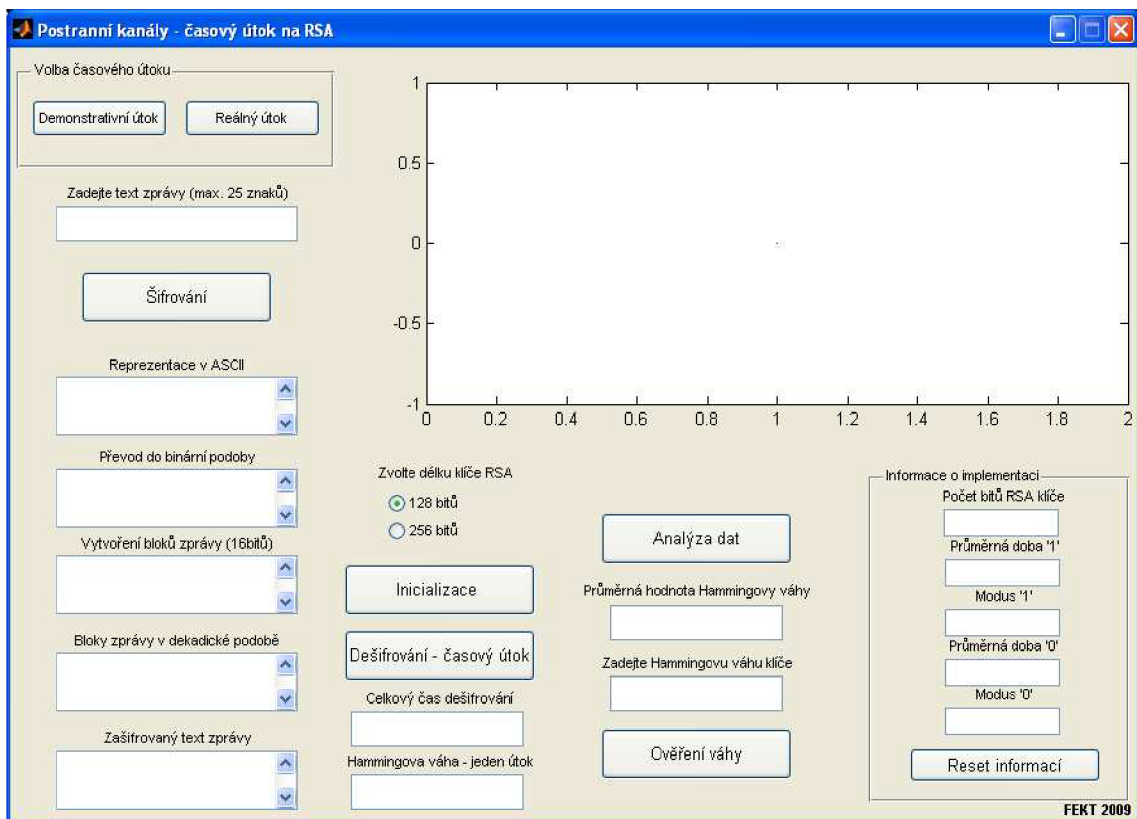 Postranní kanály - časový útok na RSA
Volba časového útoku
Demonstrativní útok
Reálný útok
Zadejte text zprávy (max. 25 znaků)
Šifrování
Reprezentace v ASCII
Převod do binární podoby
Vytvoření bloků zprávy (16bitů)
Bloky zprávy v dekadické podobě
Zašifrovaný text zprávy
1
0.5
0
-0.5
-1
0 0.2 0.4 0.6 0.8 1 1.2 1.4 1.6 1.8 2
Zvolte délku klíče RSA
128 bitů
256 bitů
Inicializace
Dešifrování - časový útok
Celkový čas dešifrování
Hammingova váha - jeden útok
Analýza dat
Průměrná hodnota Hammingovy váhy
Zadejte Hammingovu váhu klíče
Ověření váhy
Informace o implementaci
Počet bitů RSA klíče
Průměrná doba '1'
Modus '1'
Průměrná doba '0'
Modus '0'
Reset informací
FEKT 2009